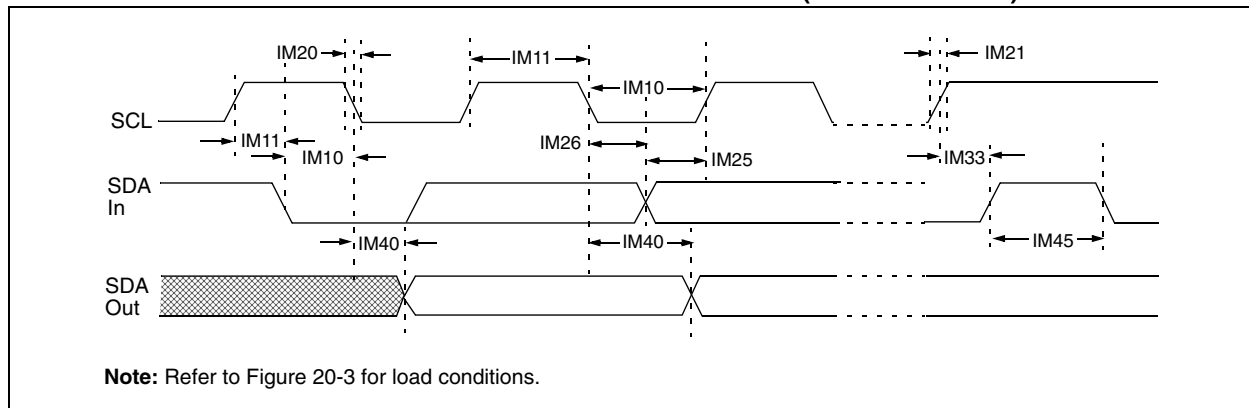 IM20
IM11
IM21
IM10
SCL
IM11
IM26
IM10
IM25
IM33
SDA
In
IM40
IM40
IM45
SDA
Out
Note: Refer to Figure 20-3 for load conditions.